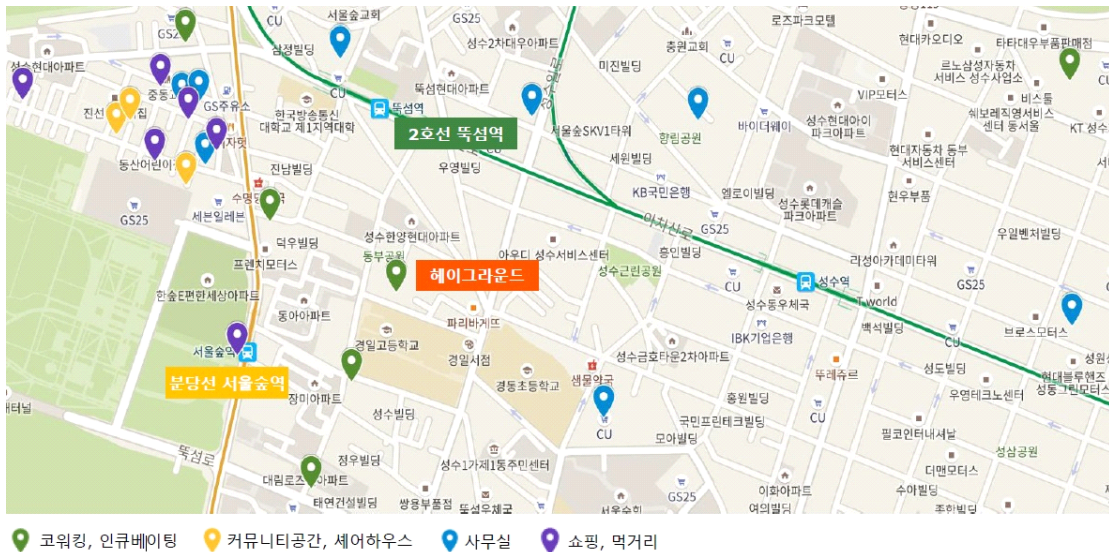 서울숲교회
GS25
CU
로즈파크모텔
충원교회
현대카오디오
타타대우부품판매점
삼정빌딩
성수2차대우아파트
CU
르노삼성자동차
서비스 성수사업소
성수현대아파트
미진빌딩
CU
뚝섬현대아파트
VIP모터스
비스톨
GS주유소
뚝섬역
한국방송통신
대학교 제1지역대학
성수현대아이
파크아파트
쉐보레직영서비스
센터 동서울
2호선 뚝섬역
서울숲SKV1타워
향림공원
바이더웨이
KT 성수
현대자동차 동부
서비스센터
우영빌딩
세원빌딩
진남빌딩
KB국민은행
엘로이빌딩
현우부품
GS25
세븐일레븐
성수롯데캐슬
파크아파트
아차산로
GS25
우일벤처빌딩
덕우빌딩
성수한양현대아파트
아우디 성수서비스센터
흥인빌딩
리성아카데미타워
프렌치모터스
동부공원
헤이그라운드
성수근린공원
CU
성수역
GS25
한숲E편한세상아파트
성수동우체국
T world
동아아파트
파리바게뜨
IBK기업은행
백석빌딩
브로스모터스
서울숲역
경일고등학교
경일서점
성수금호타운2차아파트
CU
분당선 서울숲역
경동초등학교
샘물약국
뚜레쥬르
성도빌딩
현대블루핸즈
성동그린모터스
장미아파트
성수빌딩
홍원빌딩
우영테크노센터
CU
국민프린테크빌딩
CU
뚝섬로
모아빌딩
필코인터내셔날
성삼공원
정우빌딩
성수1가제1동주민센터
더맨모터스
GS25
이화아파트
수아빌딩
태연건설빌딩
쌍용부품점
뚝섬우체국
여의빌딩
종합빌딩
코워킹, 인큐베이팅
커뮤니티공간, 셰어하우스
사무실
쇼핑, 먹거리